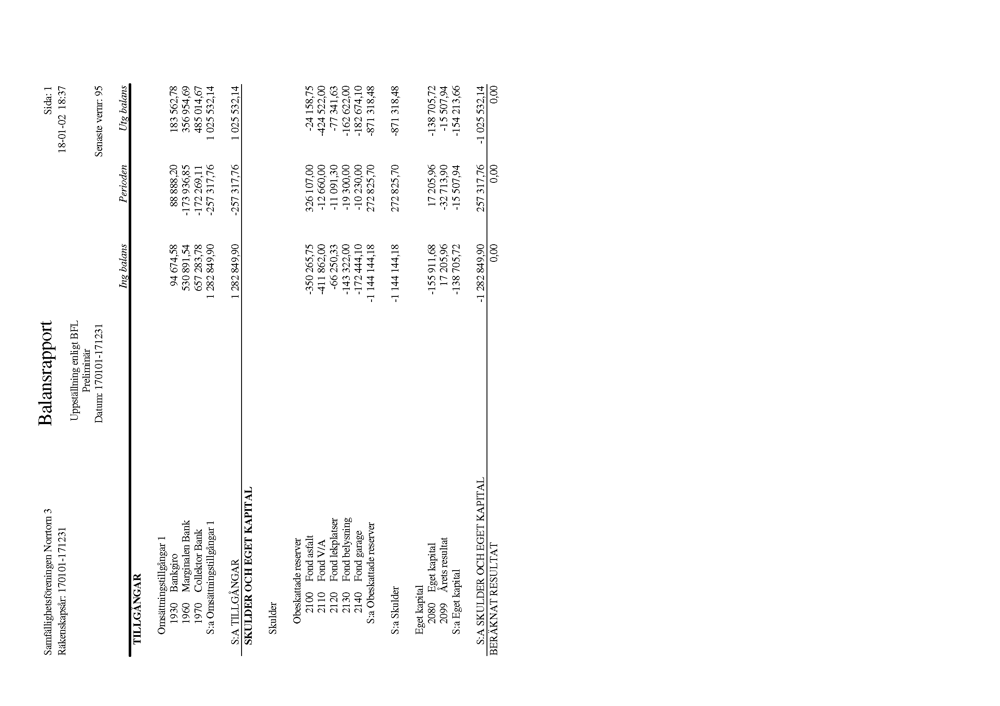 Samfällighetsföreningen Norrtorn 3 Balansrapport Sida: 1
Räkenskapsår: 170101-171231 18-01-02 18:37
Uppställning enligt BFL
Preliminär
Datum: 170101-171231 Senaste vernr: 95
Ing balans Perioden Utg balans
TILLGÅNGAR
Omsättningstillgångar 1
1930 Bankgiro 94 674,58 88 888,20 183 562,78
1960 Marginalen Bank 530 891,54 -173 936,85 356 954,69
1970 Collektor Bank 657 283,78 -172 269,11 485 014,67
S:a Omsättningstillgångar 1 1 282 849,90 -257 317,76 1 025 532,14
S:A TILLGÅNGAR 1 282 849,90 -257 317,76 1 025 532,14
SKULDER OCH EGET KAPITAL
Skulder
Obeskattade reserver
2100 Fond asfalt -350 265,75 326 107,00 -24 158,75
2110 Fond V/A -411 862,00 -12 660,00 -424 522,00
2120 Fond lekplatser -66 250,33 -11 091,30 -77 341,63
2130 Fond belysning -143 322,00 -19 300,00 -162 622,00
2140 Fond garage -172 444,10 -10 230,00 -182 674,10
S:a Obeskattade reserver -1 144 144,18 272 825,70 -871 318,48
S:a Skulder -1 144 144,18 272 825,70 -871 318,48
Eget kapital
2080 Eget kapital -155 911,68 17 205,96 -138 705,72
2099 Årets resultat 17 205,96 -32 713,90 -15 507,94
S:a Eget kapital -138 705,72 -15 507,94 -154 213,66
S:A SKULDER OCH EGET KAPITAL -1 282 849,90 257 317,76 -1 025 532,14
BERÄKNAT RESULTAT 0,00 0,00 0,00